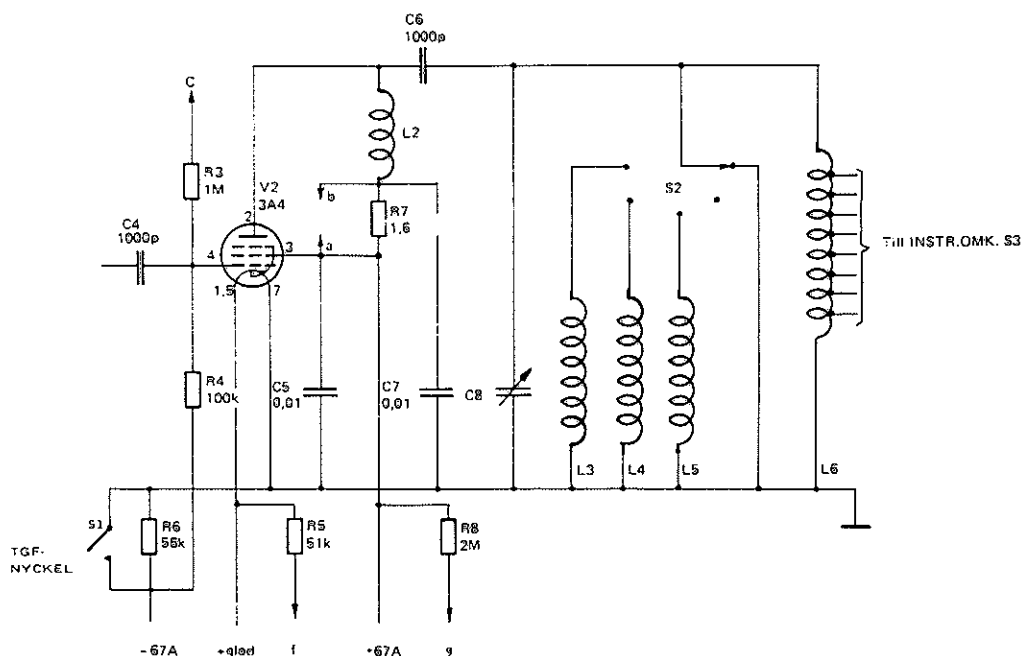 C6
1000p
C
L2
R3
1M
V2
3A4
b
S2
R7
1,6
C4
1000p
2
4
3
a
Till INSTR.OMK. S3
1,5
7
R4
100k
C5
0,01
C7
0,01
C8
L3
L4
L5
L6
S1
R6
56k
R5
51k
R8
2M
TGF-
NYCKEL
-67A
+glöd
f
+67A
g